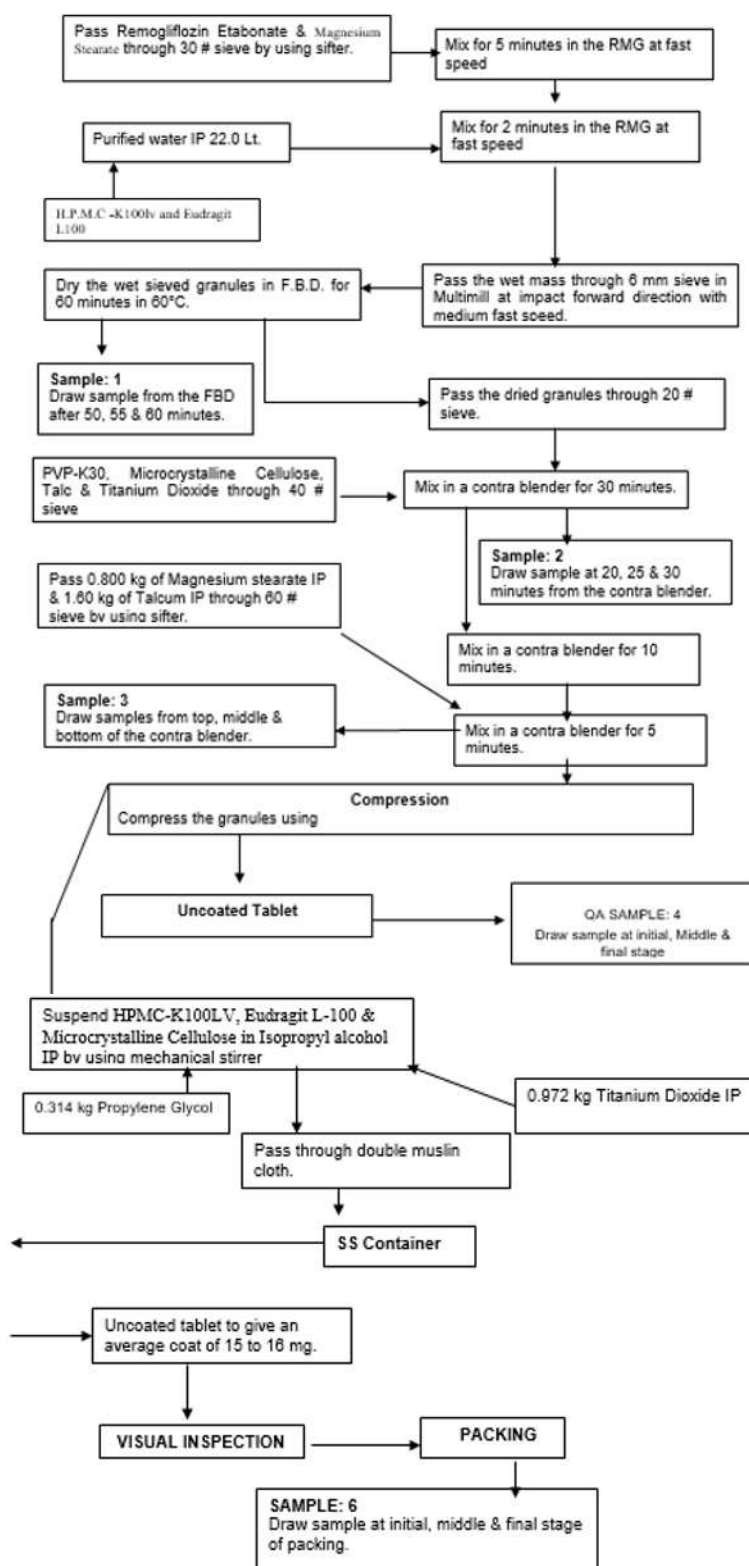 Pass Remogliflozin Etabonate & Magnesium
Stearate through 30 # sieve by using sifter.
Mix for 5 minutes in the RMG at fast
speed
Purified water IP 22.0 Lt.
Mix for 2 minutes in the RMG at
fast speed
H.P.M.C -K100lv and Eudragit
L100
Dry the wet sieved granules in F.B.D. for
60 minutes in 60°C.
Pass the wet mass through 6 mm sieve in
Multimill at impact forward direction with
medium fast speed.
Sample: 1
Draw sample from the FBD
after 50, 55 & 60 minutes.
Pass the dried granules through 20 #
sieve.
PVP-K30, Microcrystalline Cellulose,
Talc & Titanium Dioxide through 40 #
sieve
Mix in a contra blender for 30 minutes.
Sample: 2
Draw sample at 20, 25 & 30
minutes from the contra blender.
Pass 0.800 kg of Magnesium stearate IP
& 1.60 kg of Talcum IP through 60 #
sieve by using sifter.
Mix in a contra blender for 10
minutes.
Sample: 3
Draw samples from top, middle &
bottom of the contra blender.
Mix in a contra blender for 5
minutes.
Compression
Compress the granules using
Uncoated Tablet
QA SAMPLE: 4
Draw sample at initial, Middle &
final stage
Suspend HPMC-K100LV, Eudragit L-100 &
Microcrystalline Cellulose in Isopropyl alcohol
IP by using mechanical stirrer
0.314 kg Propylene Glycol
0.972 kg Titanium Dioxide IP
Pass through double muslin
cloth.
SS Container
Uncoated tablet to give an
average coat of 15 to 16 mg.
VISUAL INSPECTION
PACKING
SAMPLE: 6
Draw sample at initial, middle & final stage
of packing.